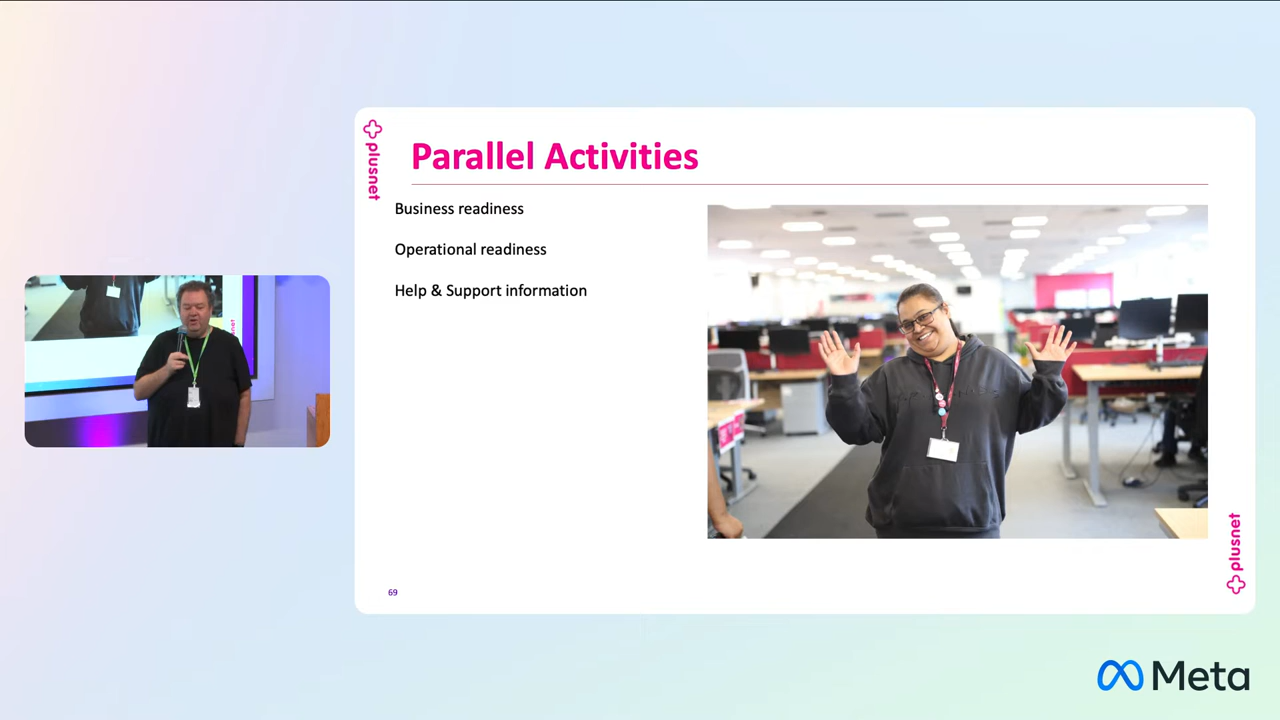 plusnet
Parallel Activities
Business readiness
Operational readiness
Help & Support information
plusnet
69
Meta